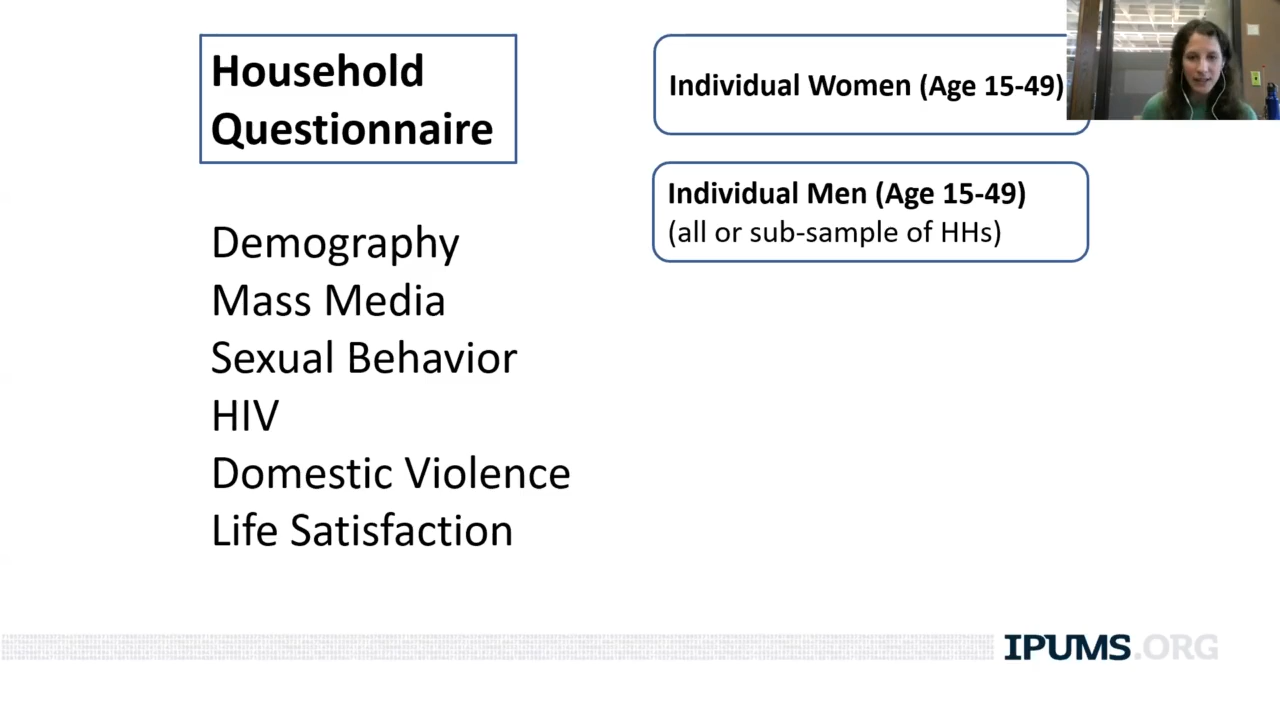 Household
Questionnaire
Individual Women (Age 15-49)
Individual Men (Age 15-49)
(all or sub-sample of HHs)
Demography
Mass Media
Sexual Behavior
HIV
Domestic Violence
Life Satisfaction
IPUMS.ORG